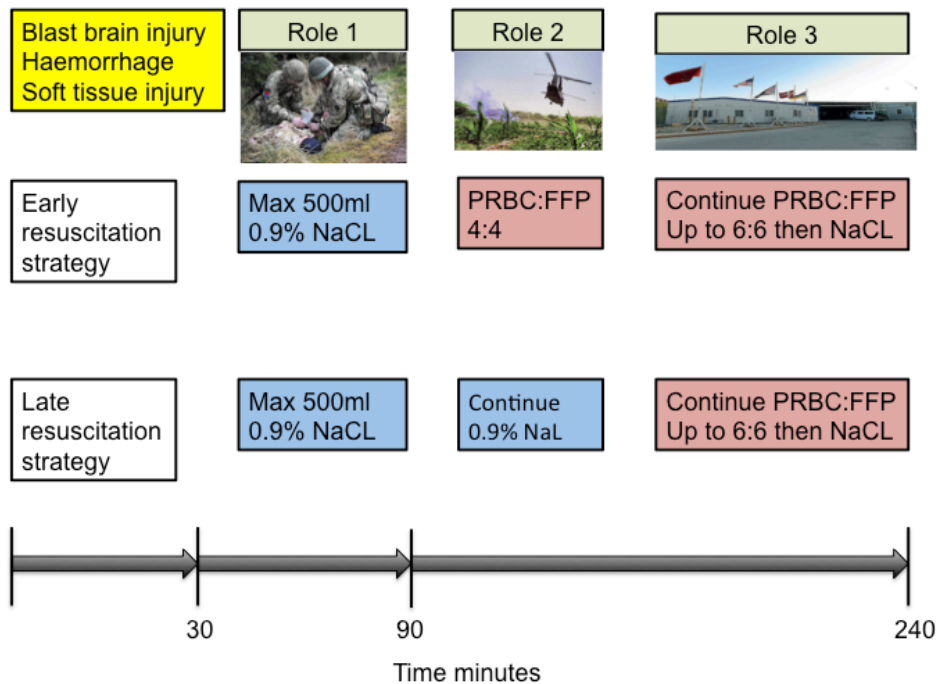 Blast brain injury
Haemorrhage
Soft tissue injury
Role 1
Role 2
Role 3
Early
resuscitation
strategy
Max 500ml
0.9% NaCL
PRBC:FFP
4:4
Continue PRBC:FFP
Up to 6:6 then NaCL
Late
resuscitation
strategy
Max 500ml
0.9% NaCL
Continue
0.9% NaL
Continue PRBC:FFP
Up to 6:6 then NaCL
30
90
240
Time minutes